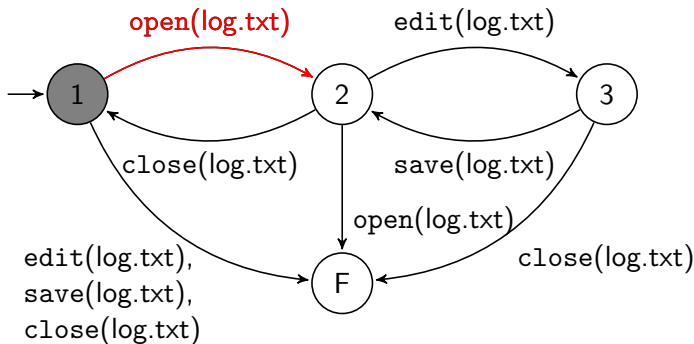 open(log.txt)
edit(log.txt)
1
2
3
close(log.txt)
save(log.txt)
open(log.txt)
edit(log.txt),
save(log.txt),
close(log.txt)
F
close(log.txt)